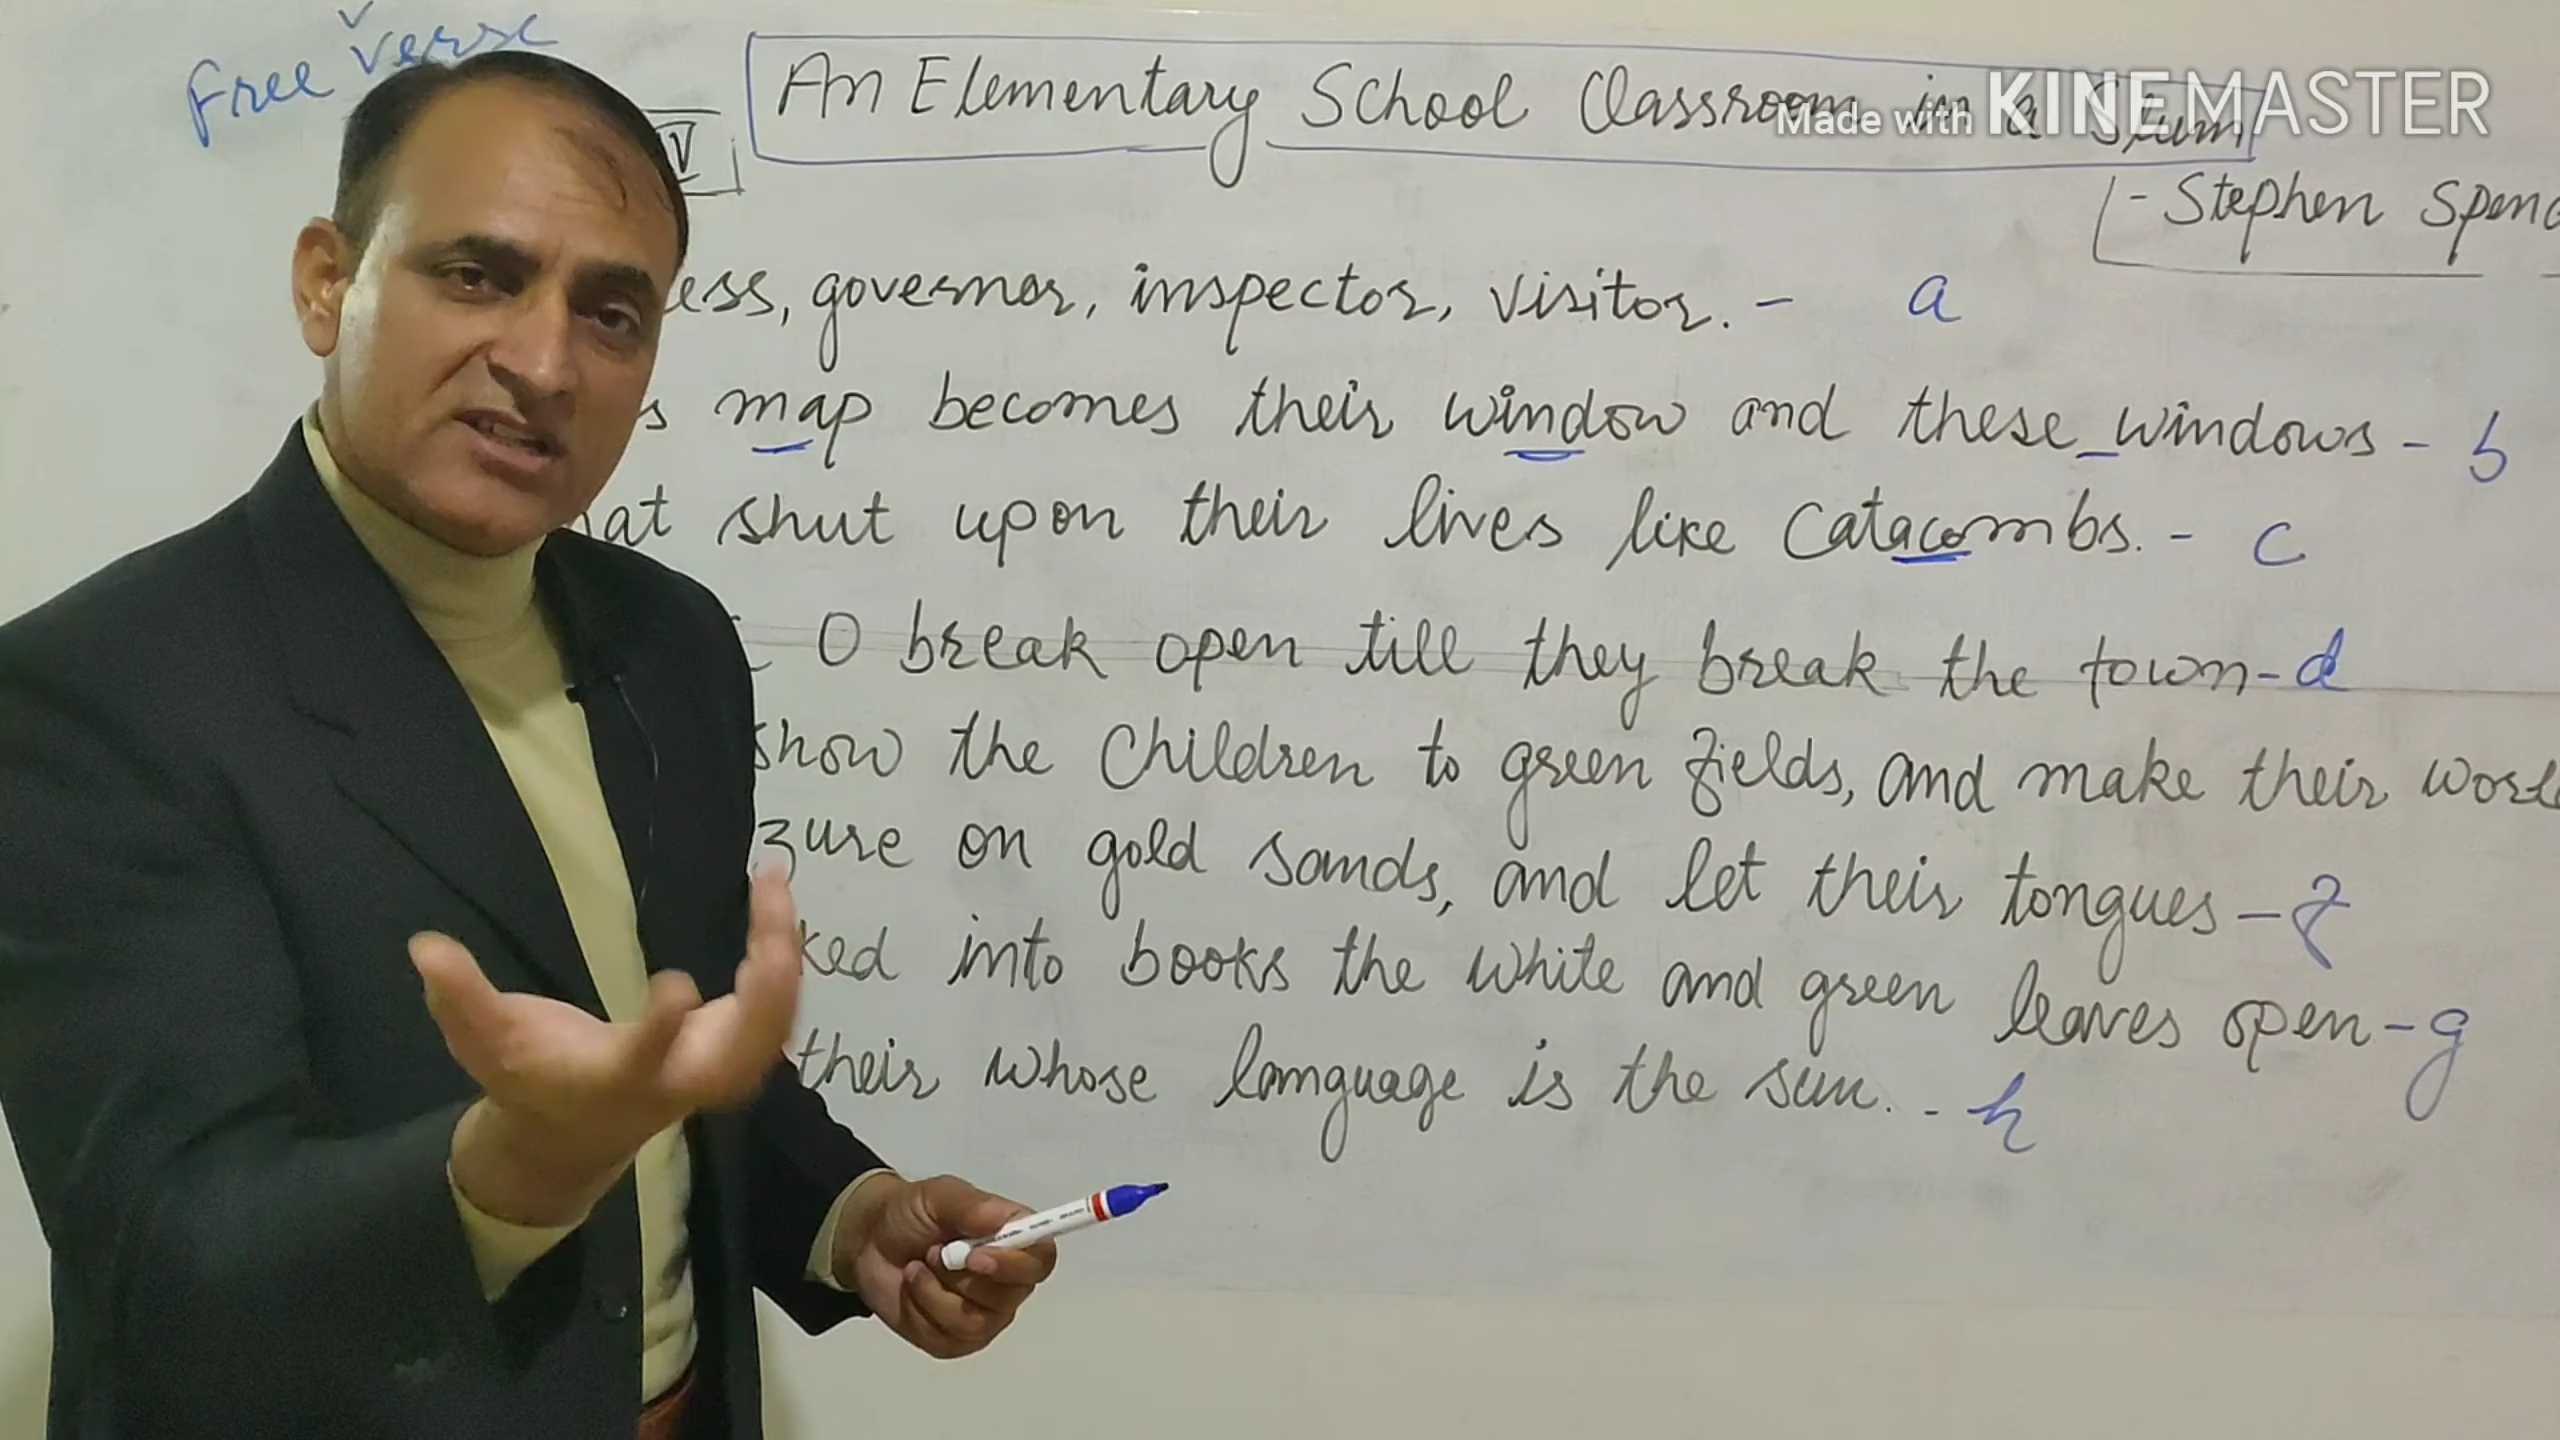 Free Verse
V
An Elementary School Classroom in a Slum
Made with KINEMASTER
- Stephen
governor, inspector, visitor. - a
map becomes their window and these windows - b
shut upon their lives like Catacombs. - c
O break open till they break the town - d
show the children to green fields, and make their
on gold sands, and let their tongues - f
into books the white and green leaves open - g
their whose language is the sun. - h